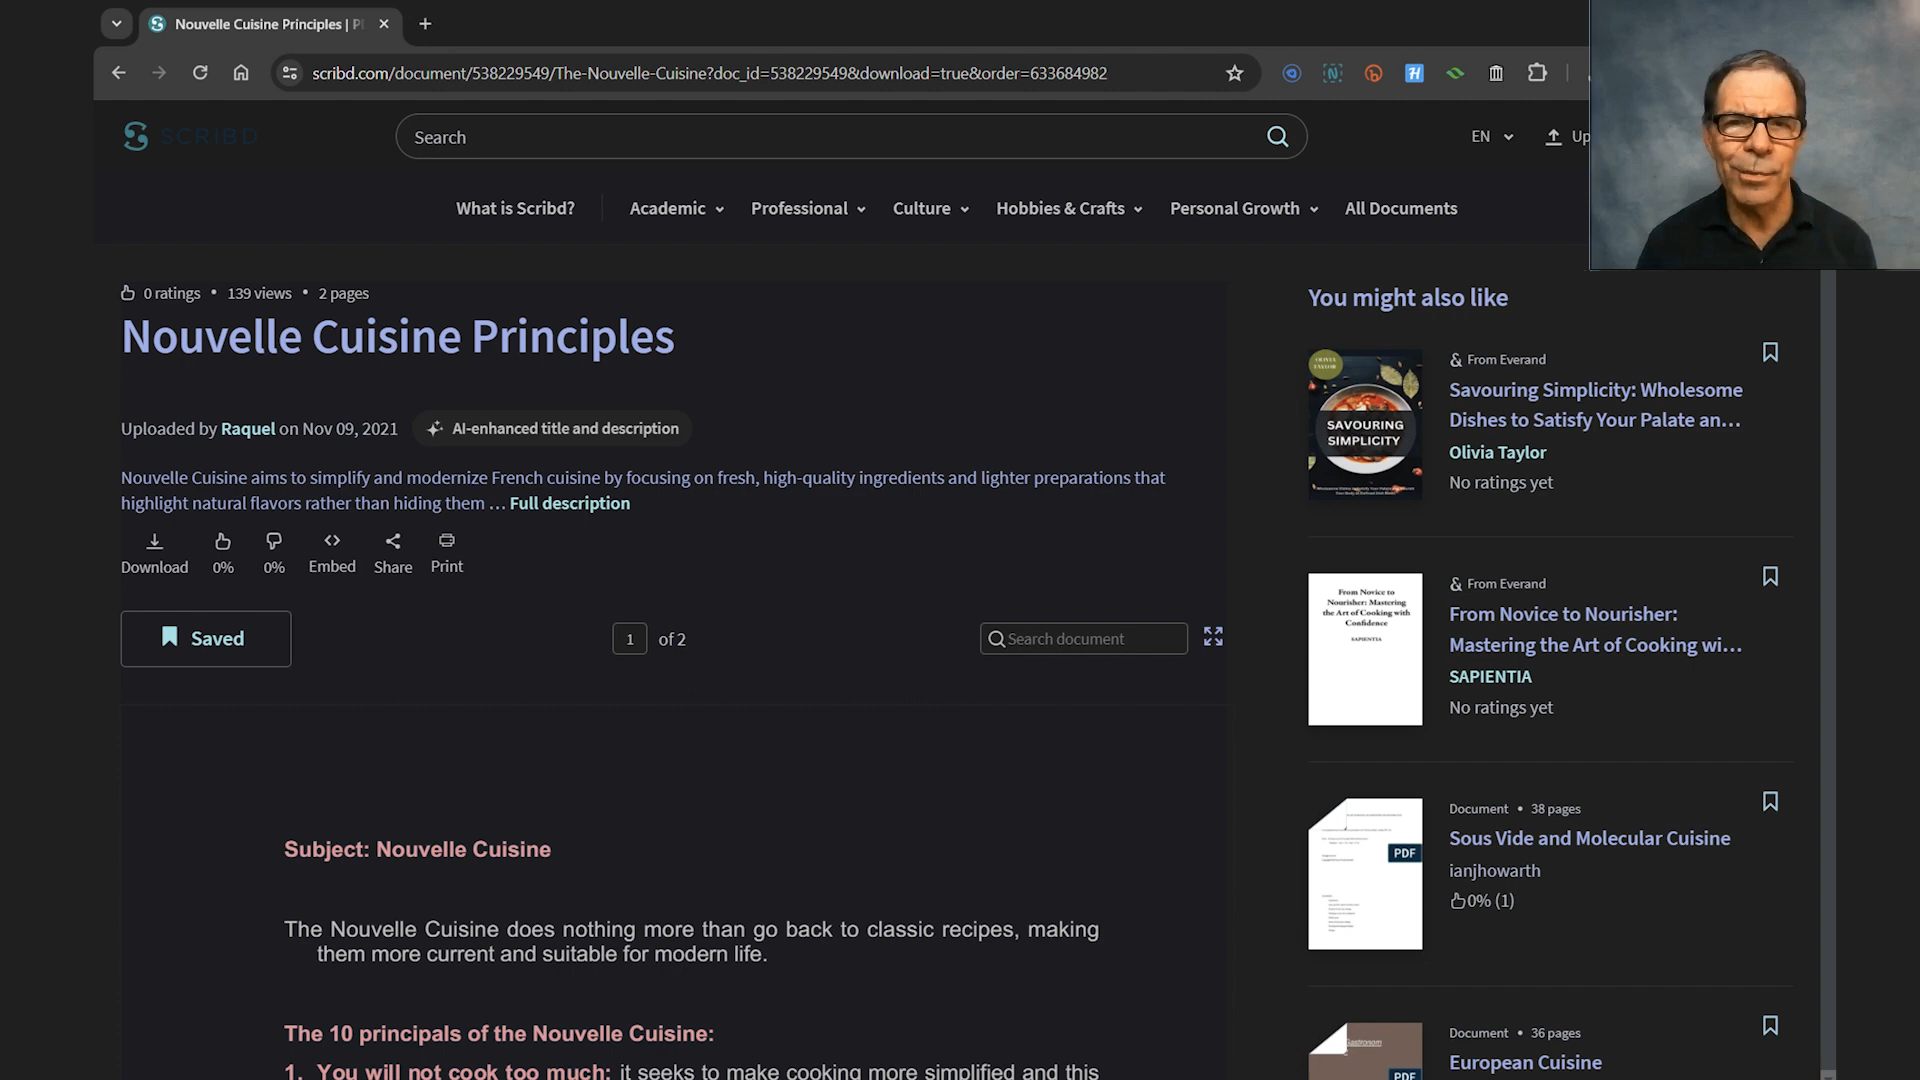 Nouvelle Cuisine Principles |
scribd.com/document/538229549/The-Nouvelle-Cuisine?doc_id=538229549&download=true&order=633684982
SCRIBD
Search
EN
Up
What is Scribd?
Academic
Professional
Culture
Hobbies & Crafts
Personal Growth
All Documents
0 ratings • 139 views • 2 pages
Nouvelle Cuisine Principles
Uploaded by Raquel on Nov 09, 2021
AI-enhanced title and description
Nouvelle Cuisine aims to simplify and modernize French cuisine by focusing on fresh, high-quality ingredients and lighter preparations that
highlight natural flavors rather than hiding them … Full description
Download
0%
0%
Embed
Share
Print
Saved
1 of 2
Search document
Subject: Nouvelle Cuisine
The Nouvelle Cuisine does nothing more than go back to classic recipes, making
them more current and suitable for modern life.
The 10 principals of the Nouvelle Cuisine:
1. You will not cook too much: it seeks to make cooking more simplified and this
You might also like
OLIVIA
TAYLOR
SAVOURING
SIMPLICITY
& From Everand
Savouring Simplicity: Wholesome
Dishes to Satisfy Your Palate an…
Olivia Taylor
No ratings yet
From Novice to
Nourisher: Mastering
the Art of Cooking with
Confidence
SAPIENTIA
& From Everand
From Novice to Nourisher:
Mastering the Art of Cooking wi…
SAPIENTIA
No ratings yet
PDF
Document • 38 pages
Sous Vide and Molecular Cuisine
ianjhowarth
0% (1)
PDF
Document • 36 pages
European Cuisine